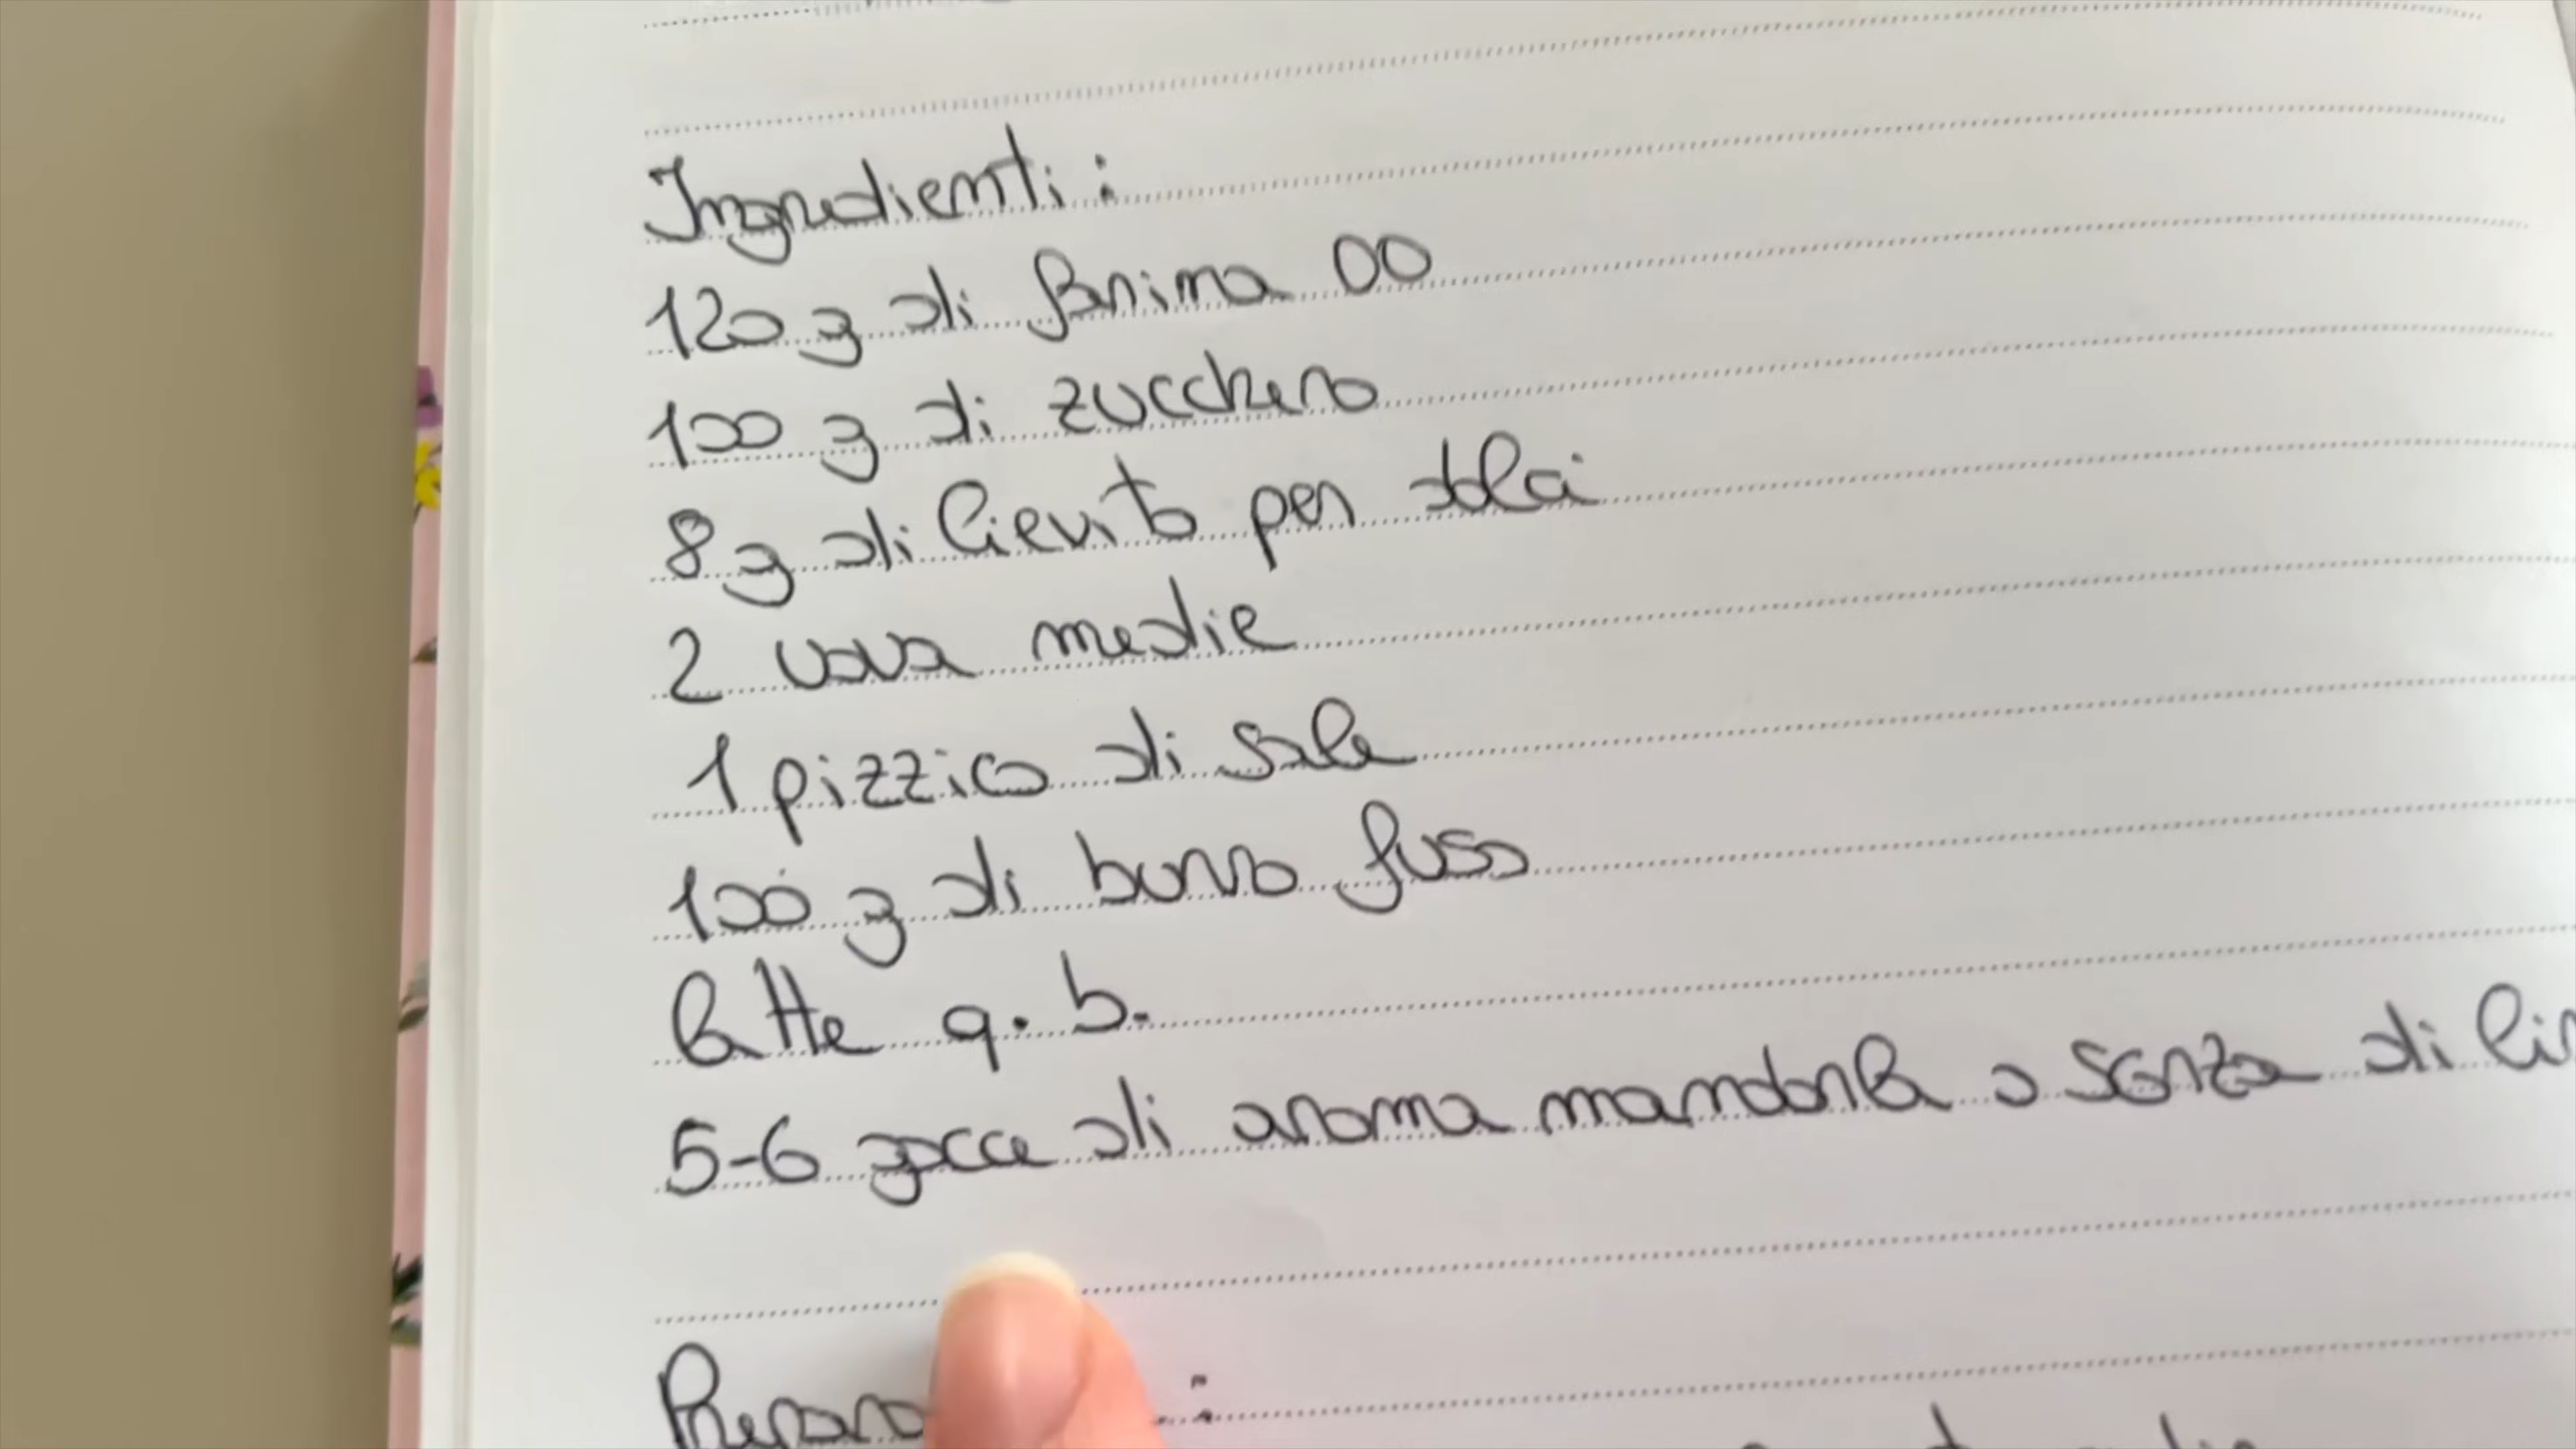 Ingredienti:
120 g di farina 00
100 g di zucchero
8 g di lievito per dolci
2 uova medie
1 pizzico di sale
100 g di burro fuso
latte q.b.
5-6 gocce di aroma mandorla o scorza di
: